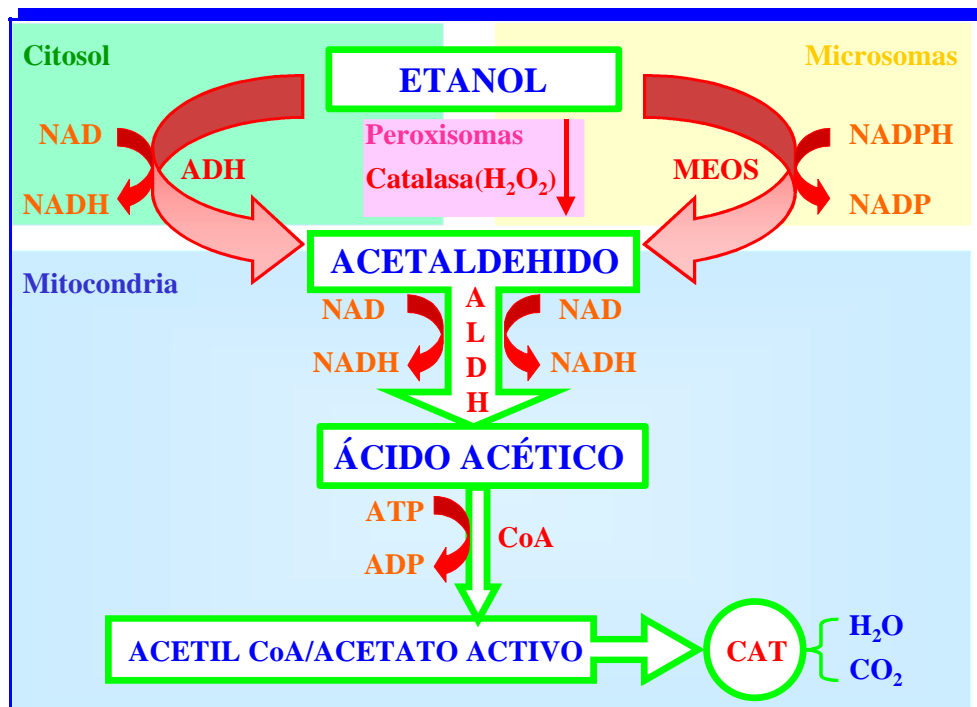 Citosol
Microsomas
ETANOL
NAD
NADH
ADH
Peroxisomas
Catalasa(H₂O₂)
MEOS
NADPH
NADP
ACETALDEHIDO
Mitocondria
NAD
NADH
A
L
D
H
NAD
NADH
ÁCIDO ACÉTICO
ATP
ADP
CoA
ACETIL CoA/ACETATO ACTIVO
CAT
H₂O
CO₂